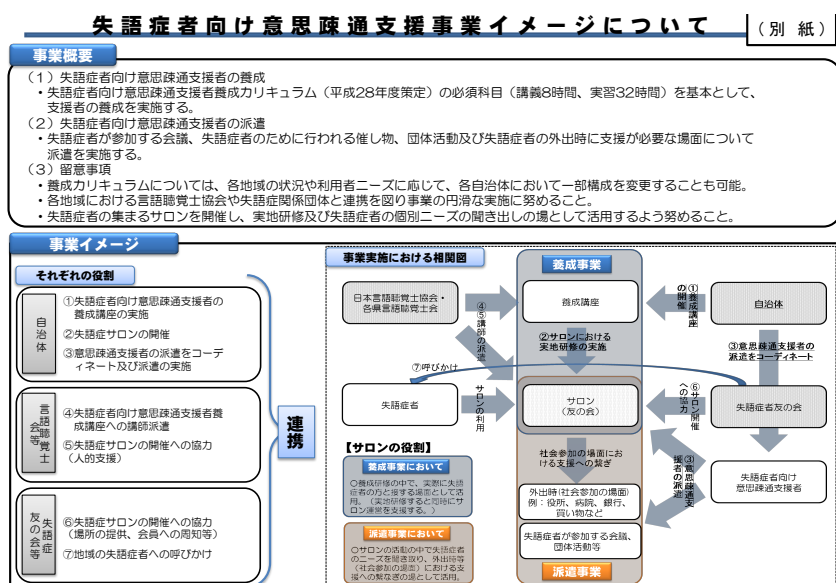 失語症者向け意思疎通支援事業イメージについて
(別 紙)
事業概要
(1)失語症者向け意思疎通支援者の養成
・失語症者向け意思疎通支援者養成カリキュラム(平成28年度策定)の必須科目(講義8時間、実習32時間)を基本として、
支援者の養成を実施する。
(2)失語症者向け意思疎通支援者の派遣
・失語症者が参加する会議、失語症者のために行われる催し物、団体活動及び失語症者の外出時に支援が必要な場面について
派遣を実施する。
(3)留意事項
・養成カリキュラムについては、各地域の状況や利用者ニーズに応じて、各自治体において一部構成を変更することも可能。
・各地域における言語聴覚士協会や失語症関係団体と連携を図り事業の円滑な実施に努めること。
・失語症者の集まるサロンを開催し、実地研修及び失語症者の個別ニーズの聞き出しの場として活用するよう努めること。
事業イメージ
それぞれの役割
自治体
①失語症者向け意思疎通支援者の
養成講座の実施
②失語症サロンの開催
③意思疎通支援者の派遣をコーデ
ィネート及び派遣の実施
言語聴覚士
会等
④失語症者向け意思疎通支援者養
成講座への講師派遣
⑤失語症サロンの開催への協力
(人的支援)
失語症
友の会等
⑥失語症サロンの開催への協力
(場所の提供、会員への周知等)
⑦地域の失語症者への呼びかけ
連携
事業実施における相関図
養成事業
日本言語聴覚士協会・
各県言語聴覚士会
④⑤講師の派遣
養成講座
①養成講座
の開催
自治体
②サロンにおける
実地研修の実施
③意思疎通支援者の
派遣をコーディネート
⑦呼びかけ
失語症者
サロンの利用
サロン
(友の会)
⑥サロン開催
への協力
失語症者友の会
【サロンの役割】
養成事業において
○養成研修の中で、実際に失語
症者の方と接する場面として活
用。(実地研修すると同時にサ
ロン運営を支援する。)
派遣事業において
○サロンの活動の中で失語症者
のニーズを聞き取り、外出時等
(社会参加の場面)における支
援への繋なぎの場として活用。
社会参加の場面にお
ける支援への繋ぎ
③意思疎通支
援者の派遣
失語症者向け
意思疎通支援者
外出時(社会参加の場面)
例:役所、病院、銀行、
買い物など
失語症者が参加する会議、
団体活動等
派遣事業